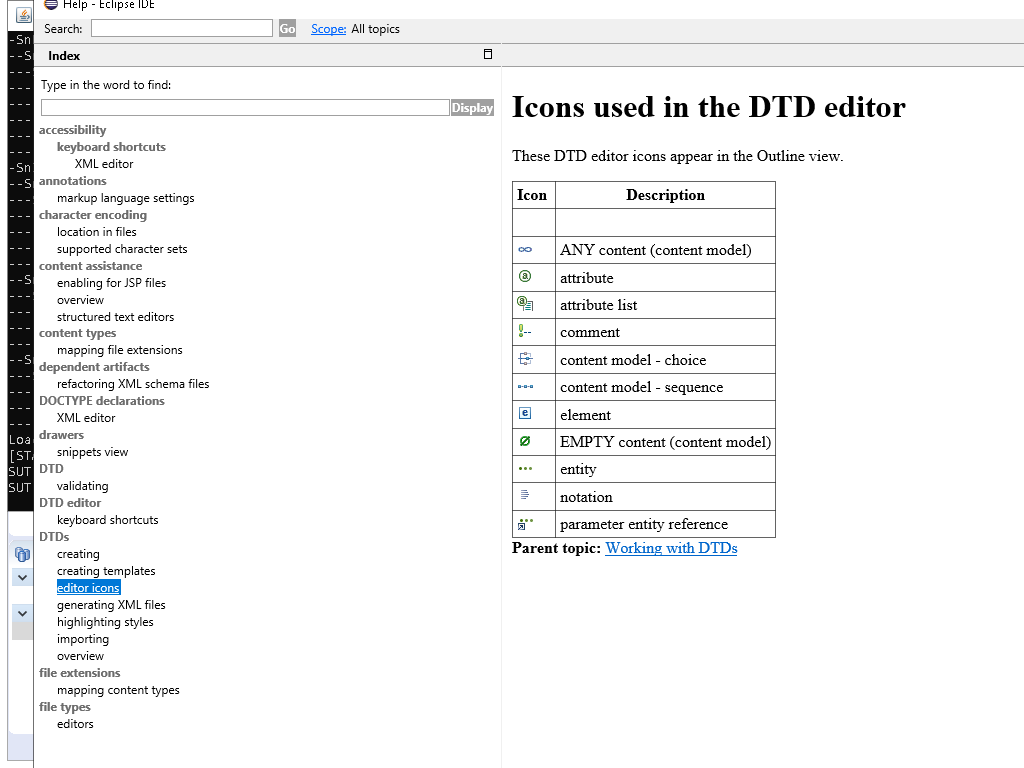 Help - Eclipse IDE
Search: Go Scope: All topics
Index
Type in the word to find:
Display
accessibility
keyboard shortcuts
XML editor
annotations
markup language settings
character encoding
location in files
supported character sets
content assistance
enabling for JSP files
overview
structured text editors
content types
mapping file extensions
dependent artifacts
refactoring XML schema files
DOCTYPE declarations
XML editor
drawers
snippets view
DTD
validating
DTD editor
keyboard shortcuts
DTDs
creating
creating templates
editor icons
generating XML files
highlighting styles
importing
overview
file extensions
mapping content types
file types
editors
Icons used in the DTD editor
These DTD editor icons appear in the Outline view.
Icon Description
ANY content (content model)
attribute
attribute list
comment
content model - choice
content model - sequence
element
EMPTY content (content model)
entity
notation
parameter entity reference
Parent topic: Working with DTDs
SUT
SUT